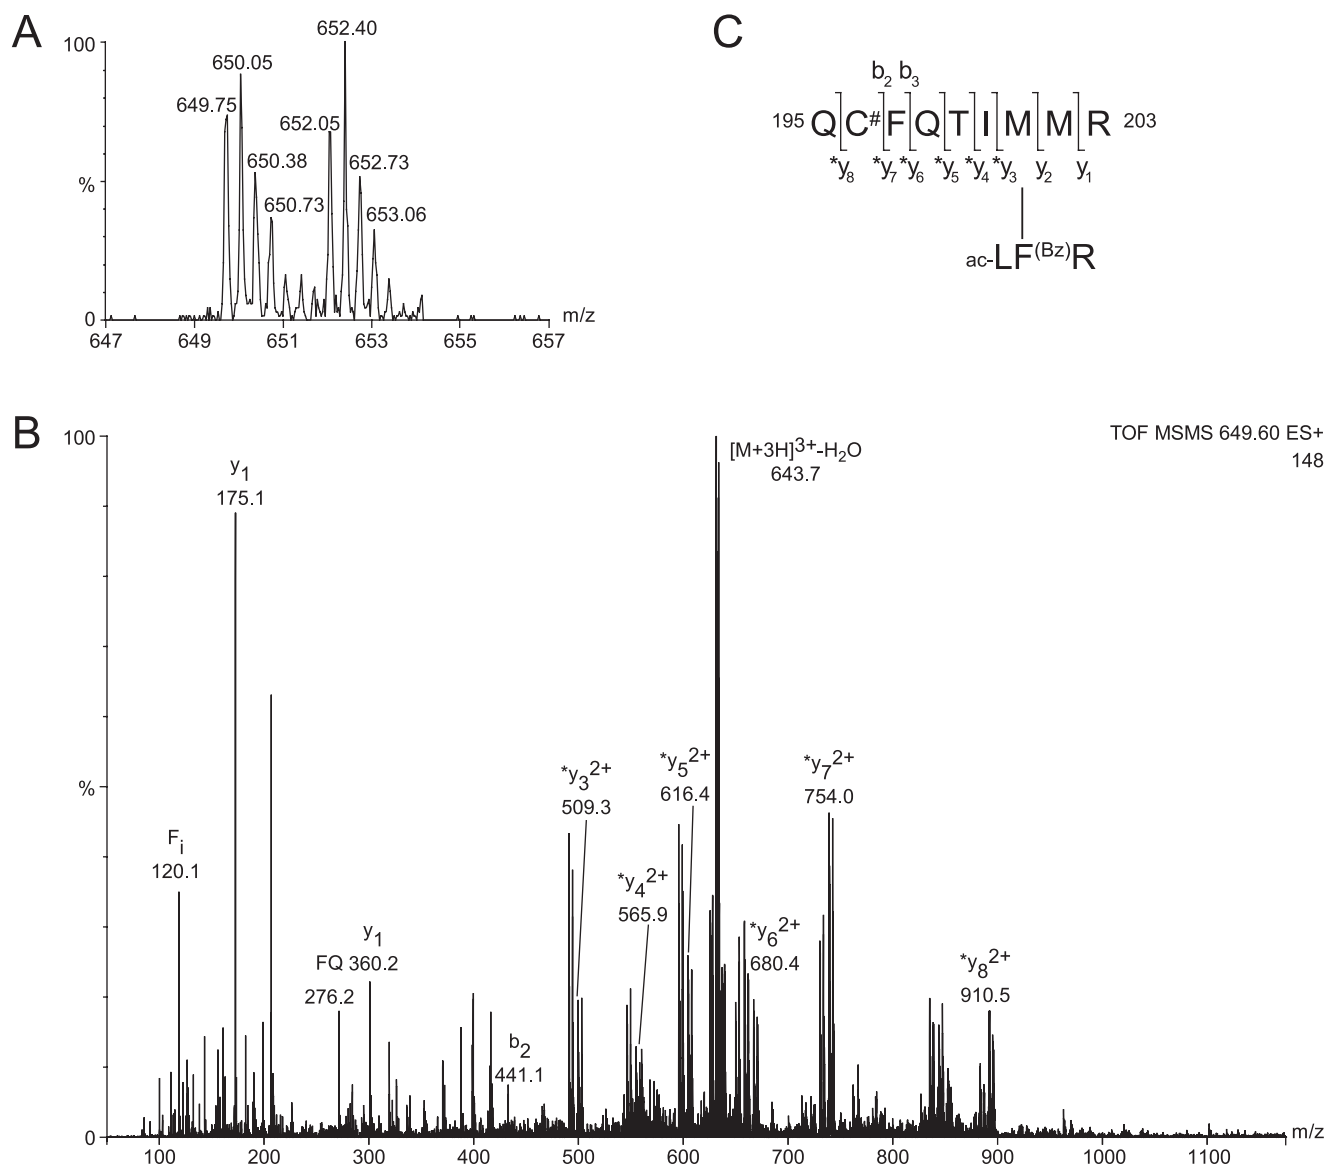 A
100
%
0
649.75
650.05
650.38
650.73
652.05
652.40
652.73
653.06
m/z
647 649 651 653 655 657
C
b2 b3
195 QC#FQTIMMR 203
*y8 *y7 *y6 *y5 *y4 *y3 y2 y1
ac-LF(Bz)R
B
TOF MSMS 649.60 ES+
148
100
%
0
Fi
120.1
y1
175.1
276.2
y1
FQ 360.2
b2
441.1
*y3 2+
509.3
*y4 2+
565.9
*y5 2+
616.4
[M+3H]3+-H2O
643.7
*y6 2+
680.4
*y7 2+
754.0
*y8 2+
910.5
m/z
100 200 300 400 500 600 700 800 900 1000 1100